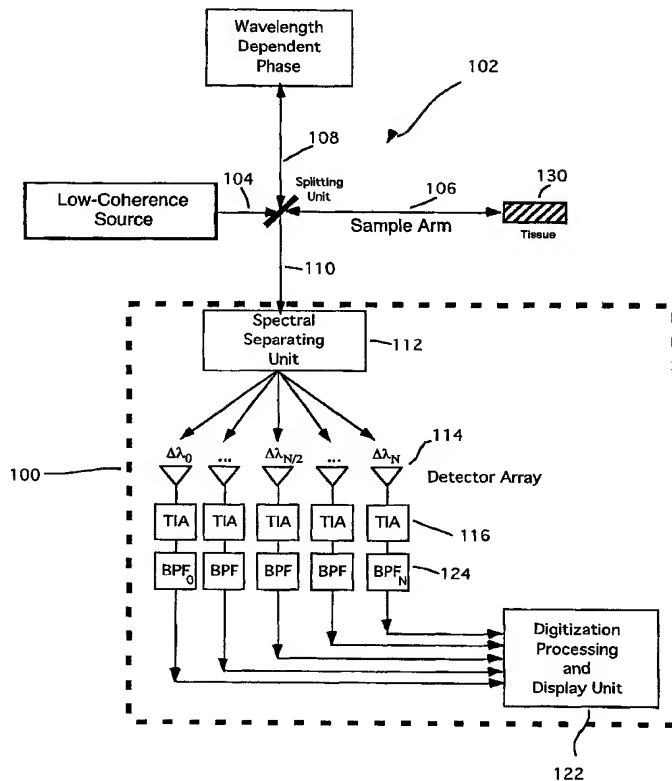 Wavelength
Dependent
Phase
102
108
104
Splitting
Unit
106
130
Low-Coherence
Source
Sample Arm
Tissue
110
Spectral
Separating
Unit
112
Δλ0 ... ΔλN/2 ... ΔλN
114
100
Detector Array
TIA TIA TIA TIA TIA
116
BPF0 BPF BPF BPF BPFN
124
Digitization
Processing
and
Display Unit
122